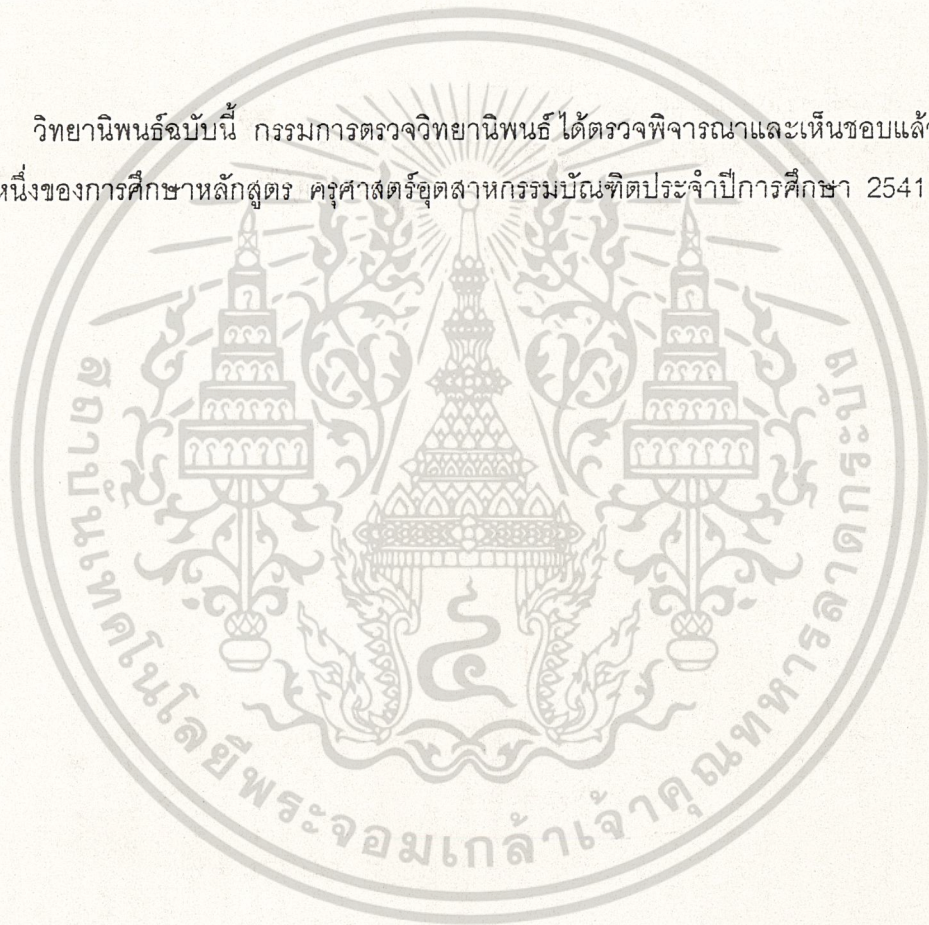 วิทยานิพนธ์ฉบับนี้ กรรมการตรวจวิทยานิพนธ์ ได้ตรวจพิจารณาและเห็นชอบแล้ว
หนึ่งของการศึกษาหลักสูตร ครุศาสตร์อุตสาหกรรมบัณฑิตประจำปีการศึกษา 2541
สถาบันเทคโนโลยีพระจอมเกล้าเจ้าคุณทหารลาดกระบัง
๔